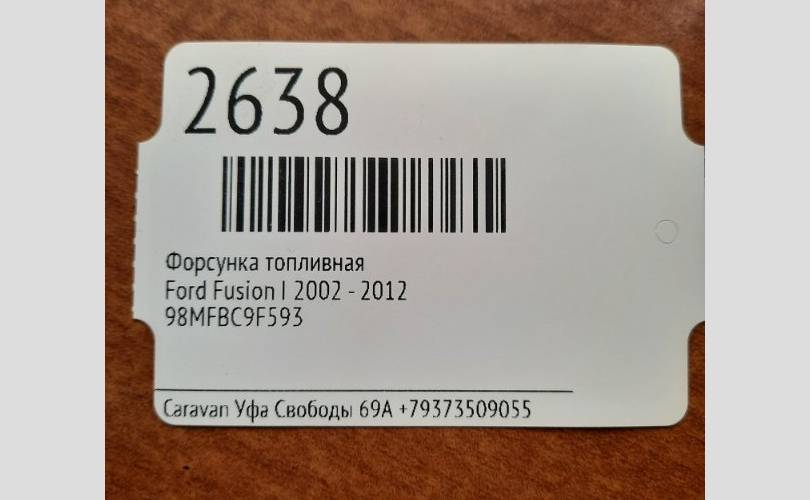 2638
Форсунка топливная
Ford Fusion I 2002 - 2012
98MFBC9F593
Caravan Уфа Свободы 69А +79373509055